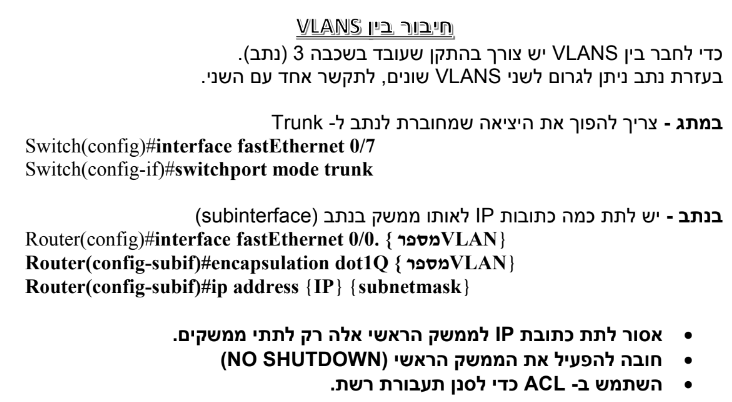 חיבור בין VLANS
כדי לחבר בין VLANS יש צורך בהתקן שעובד בשכבה 3 (נתב).
בעזרת נתב ניתן לגרום לשני VLANS שונים, לתקשר אחד עם השני.
במתג - צריך להפוך את היציאה שמחוברת לנתב ל- Trunk
Switch(config)#interface fastEthernet 0/7
Switch(config-if)#switchport mode trunk
בנתב - יש לתת כמה כתובות IP לאותו ממשק בנתב (subinterface)
Router(config)#interface fastEthernet 0/0. { מספרVLAN}
Router(config-subif)#encapsulation dot1Q { מספרVLAN}
Router(config-subif)#ip address {IP} {subnetmask}
• אסור לתת כתובת IP לממשק הראשי אלה רק לתתי ממשקים.
• חובה להפעיל את הממשק הראשי (NO SHUTDOWN)
• השתמש ב- ACL כדי לסנן תעבורת רשת.